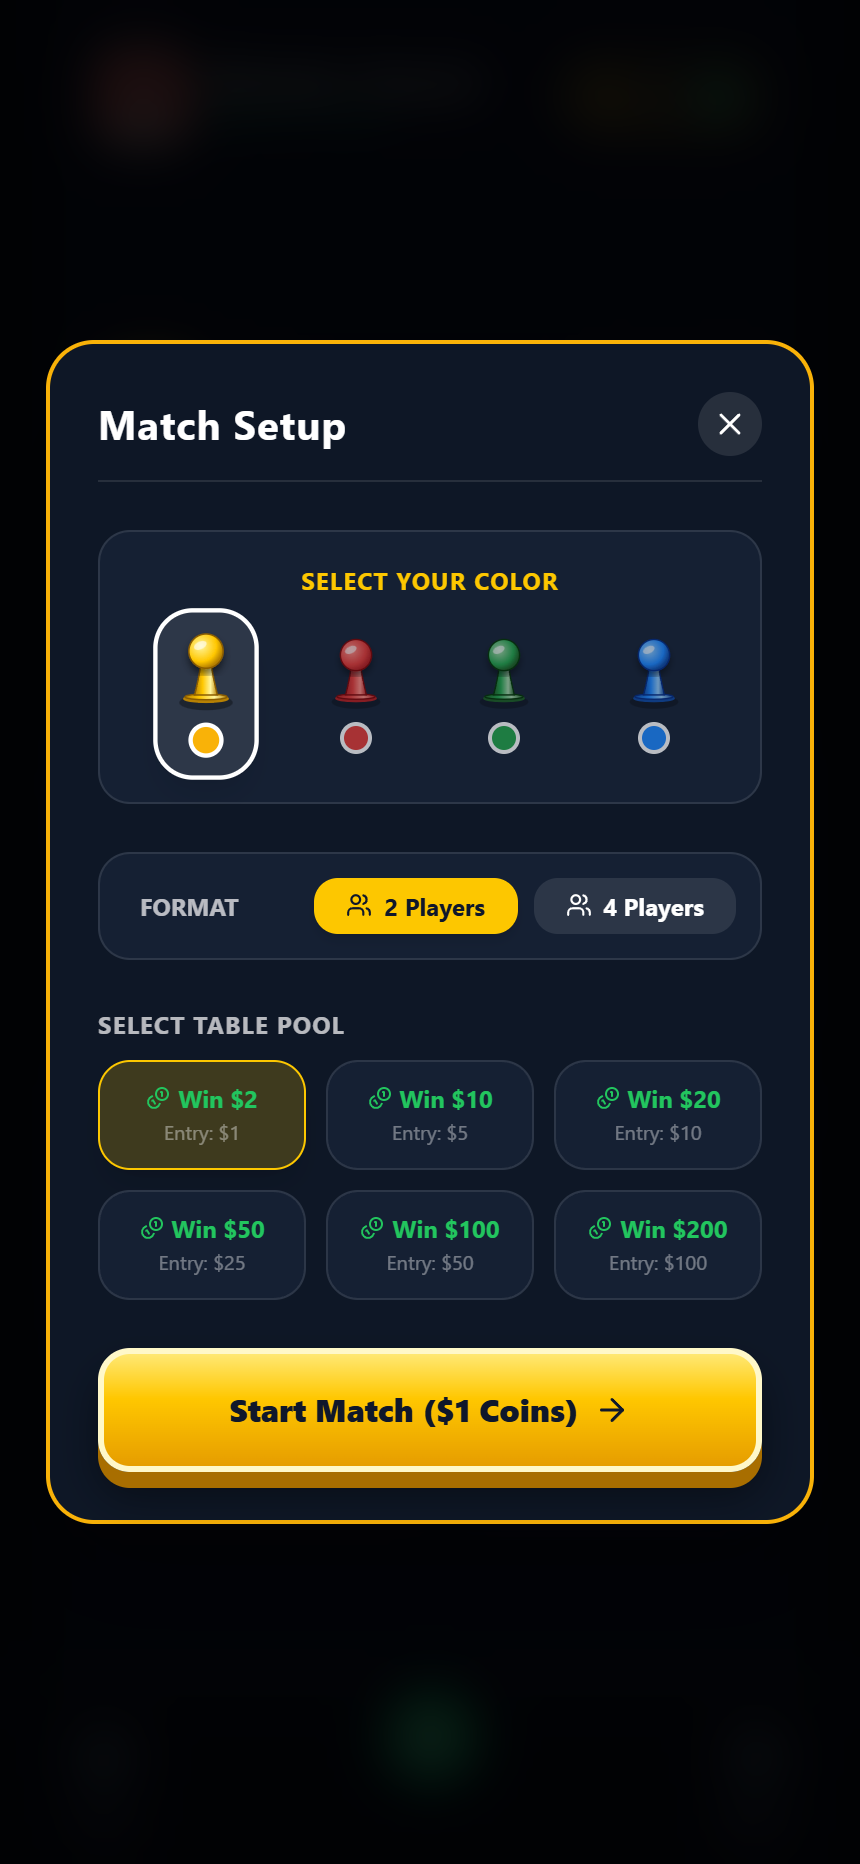 Match Setup
SELECT YOUR COLOR
FORMAT
2 Players
4 Players
SELECT TABLE POOL
Win $2
Entry: $1
Win $10
Entry: $5
Win $20
Entry: $10
Win $50
Entry: $25
Win $100
Entry: $50
Win $200
Entry: $100
Start Match ($1 Coins)